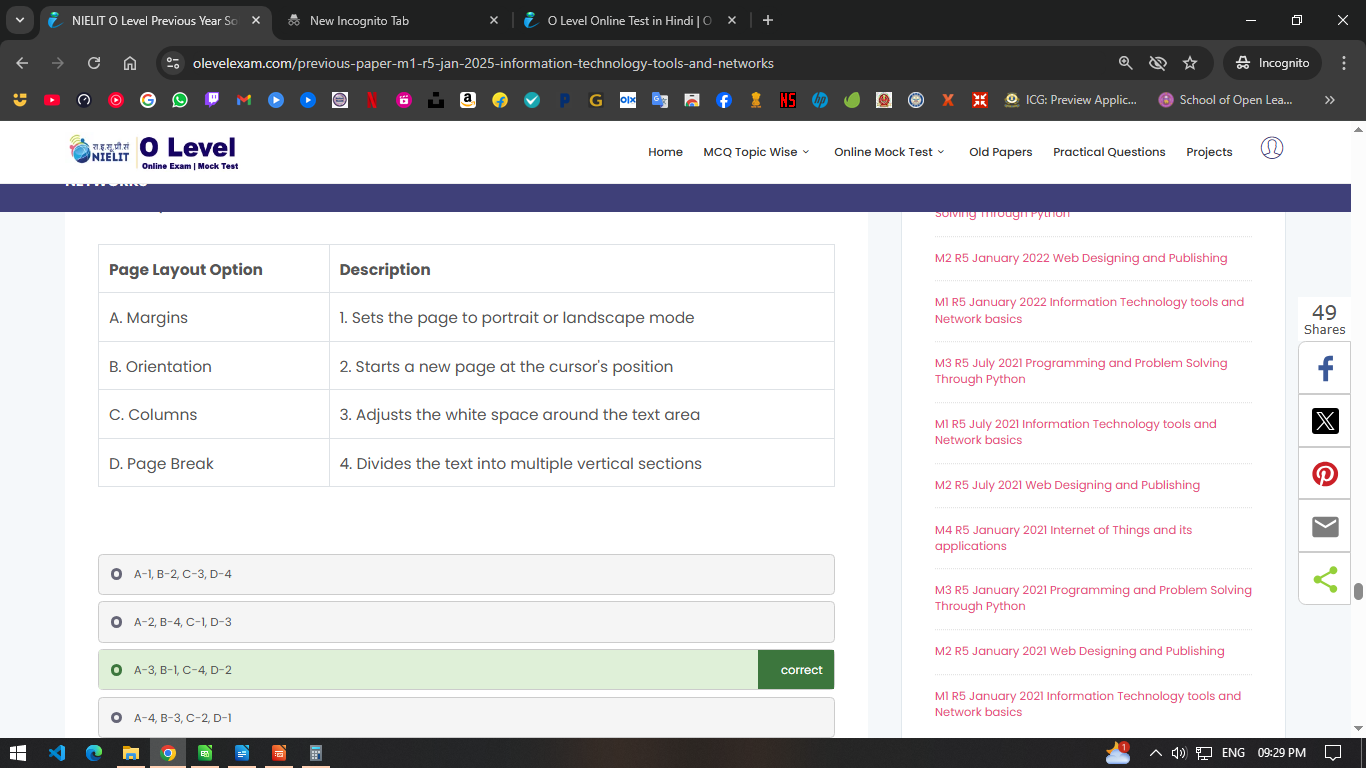 NIELIT O Level Previous Year So
New Incognito Tab
O Level Online Test in Hindi | O
olevelexam.com/previous-paper-m1-r5-jan-2025-information-technology-tools-and-networks
Incognito
ICG: Preview Applic...
School of Open Lea...
NIELIT
O Level
Online Exam | Mock Test
Home
MCQ Topic Wise
Online Mock Test
Old Papers
Practical Questions
Projects
NETWORKS
Page Layout Option Description
A. Margins 1. Sets the page to portrait or landscape mode
B. Orientation 2. Starts a new page at the cursor's position
C. Columns 3. Adjusts the white space around the text area
D. Page Break 4. Divides the text into multiple vertical sections
A-1, B-2, C-3, D-4
A-2, B-4, C-1, D-3
A-3, B-1, C-4, D-2 correct
A-4, B-3, C-2, D-1
Solving Through Python
M2 R5 January 2022 Web Designing and Publishing
M1 R5 January 2022 Information Technology tools and
Network basics
M3 R5 July 2021 Programming and Problem Solving
Through Python
M1 R5 July 2021 Information Technology tools and
Network basics
M2 R5 July 2021 Web Designing and Publishing
M4 R5 January 2021 Internet of Things and its
applications
M3 R5 January 2021 Programming and Problem Solving
Through Python
M2 R5 January 2021 Web Designing and Publishing
M1 R5 January 2021 Information Technology tools and
Network basics
49
Shares
1
ENG
09:29 PM